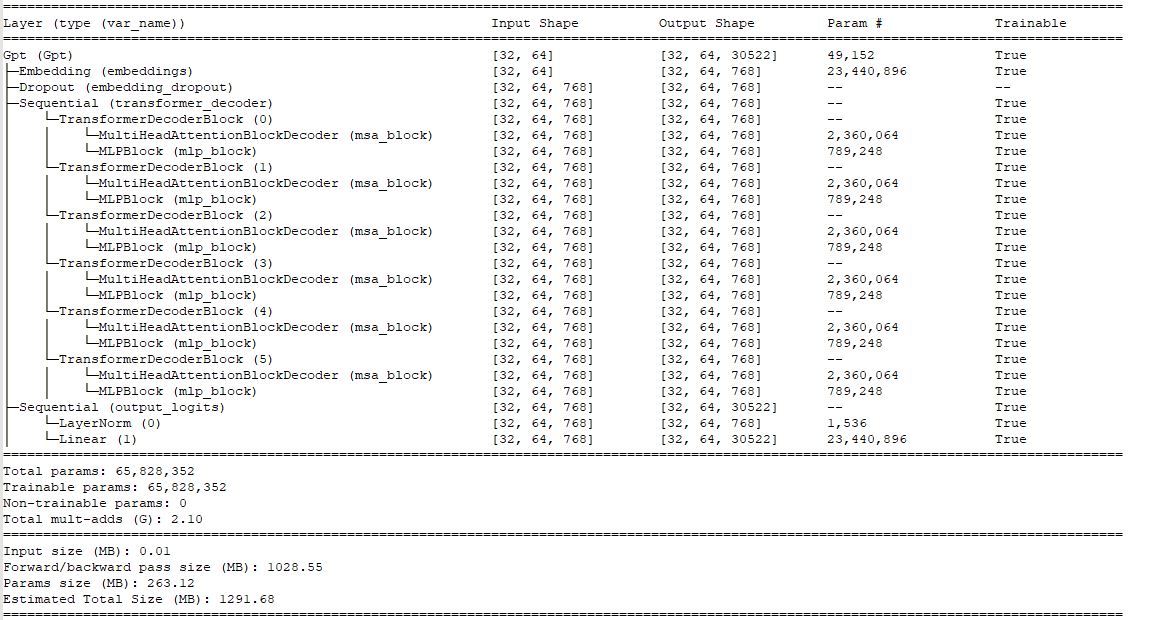 ==========================================================================================
Layer (type (var_name)) Input Shape Output Shape Param # Trainable
==========================================================================================
Gpt (Gpt) [32, 64] [32, 64, 30522] 49,152 True
├─Embedding (embeddings) [32, 64] [32, 64, 768] 23,440,896 True
├─Dropout (embedding_dropout) [32, 64, 768] [32, 64, 768] -- --
├─Sequential (transformer_decoder) [32, 64, 768] [32, 64, 768] -- True
│ └─TransformerDecoderBlock (0) [32, 64, 768] [32, 64, 768] -- True
│ │ └─MultiHeadAttentionBlockDecoder (msa_block) [32, 64, 768] [32, 64, 768] 2,360,064 True
│ │ └─MLPBlock (mlp_block) [32, 64, 768] [32, 64, 768] 789,248 True
│ └─TransformerDecoderBlock (1) [32, 64, 768] [32, 64, 768] -- True
│ │ └─MultiHeadAttentionBlockDecoder (msa_block) [32, 64, 768] [32, 64, 768] 2,360,064 True
│ │ └─MLPBlock (mlp_block) [32, 64, 768] [32, 64, 768] 789,248 True
│ └─TransformerDecoderBlock (2) [32, 64, 768] [32, 64, 768] -- True
│ │ └─MultiHeadAttentionBlockDecoder (msa_block) [32, 64, 768] [32, 64, 768] 2,360,064 True
│ │ └─MLPBlock (mlp_block) [32, 64, 768] [32, 64, 768] 789,248 True
│ └─TransformerDecoderBlock (3) [32, 64, 768] [32, 64, 768] -- True
│ │ └─MultiHeadAttentionBlockDecoder (msa_block) [32, 64, 768] [32, 64, 768] 2,360,064 True
│ │ └─MLPBlock (mlp_block) [32, 64, 768] [32, 64, 768] 789,248 True
│ └─TransformerDecoderBlock (4) [32, 64, 768] [32, 64, 768] -- True
│ │ └─MultiHeadAttentionBlockDecoder (msa_block) [32, 64, 768] [32, 64, 768] 2,360,064 True
│ │ └─MLPBlock (mlp_block) [32, 64, 768] [32, 64, 768] 789,248 True
│ └─TransformerDecoderBlock (5) [32, 64, 768] [32, 64, 768] -- True
│ │ └─MultiHeadAttentionBlockDecoder (msa_block) [32, 64, 768] [32, 64, 768] 2,360,064 True
│ │ └─MLPBlock (mlp_block) [32, 64, 768] [32, 64, 768] 789,248 True
├─Sequential (output_logits) [32, 64, 768] [32, 64, 30522] -- True
│ └─LayerNorm (0) [32, 64, 768] [32, 64, 768] 1,536 True
│ └─Linear (1) [32, 64, 768] [32, 64, 30522] 23,440,896 True
==========================================================================================
Total params: 65,828,352
Trainable params: 65,828,352
Non-trainable params: 0
Total mult-adds (G): 2.10
==========================================================================================
Input size (MB): 0.01
Forward/backward pass size (MB): 1028.55
Params size (MB): 263.12
Estimated Total Size (MB): 1291.68
==========================================================================================